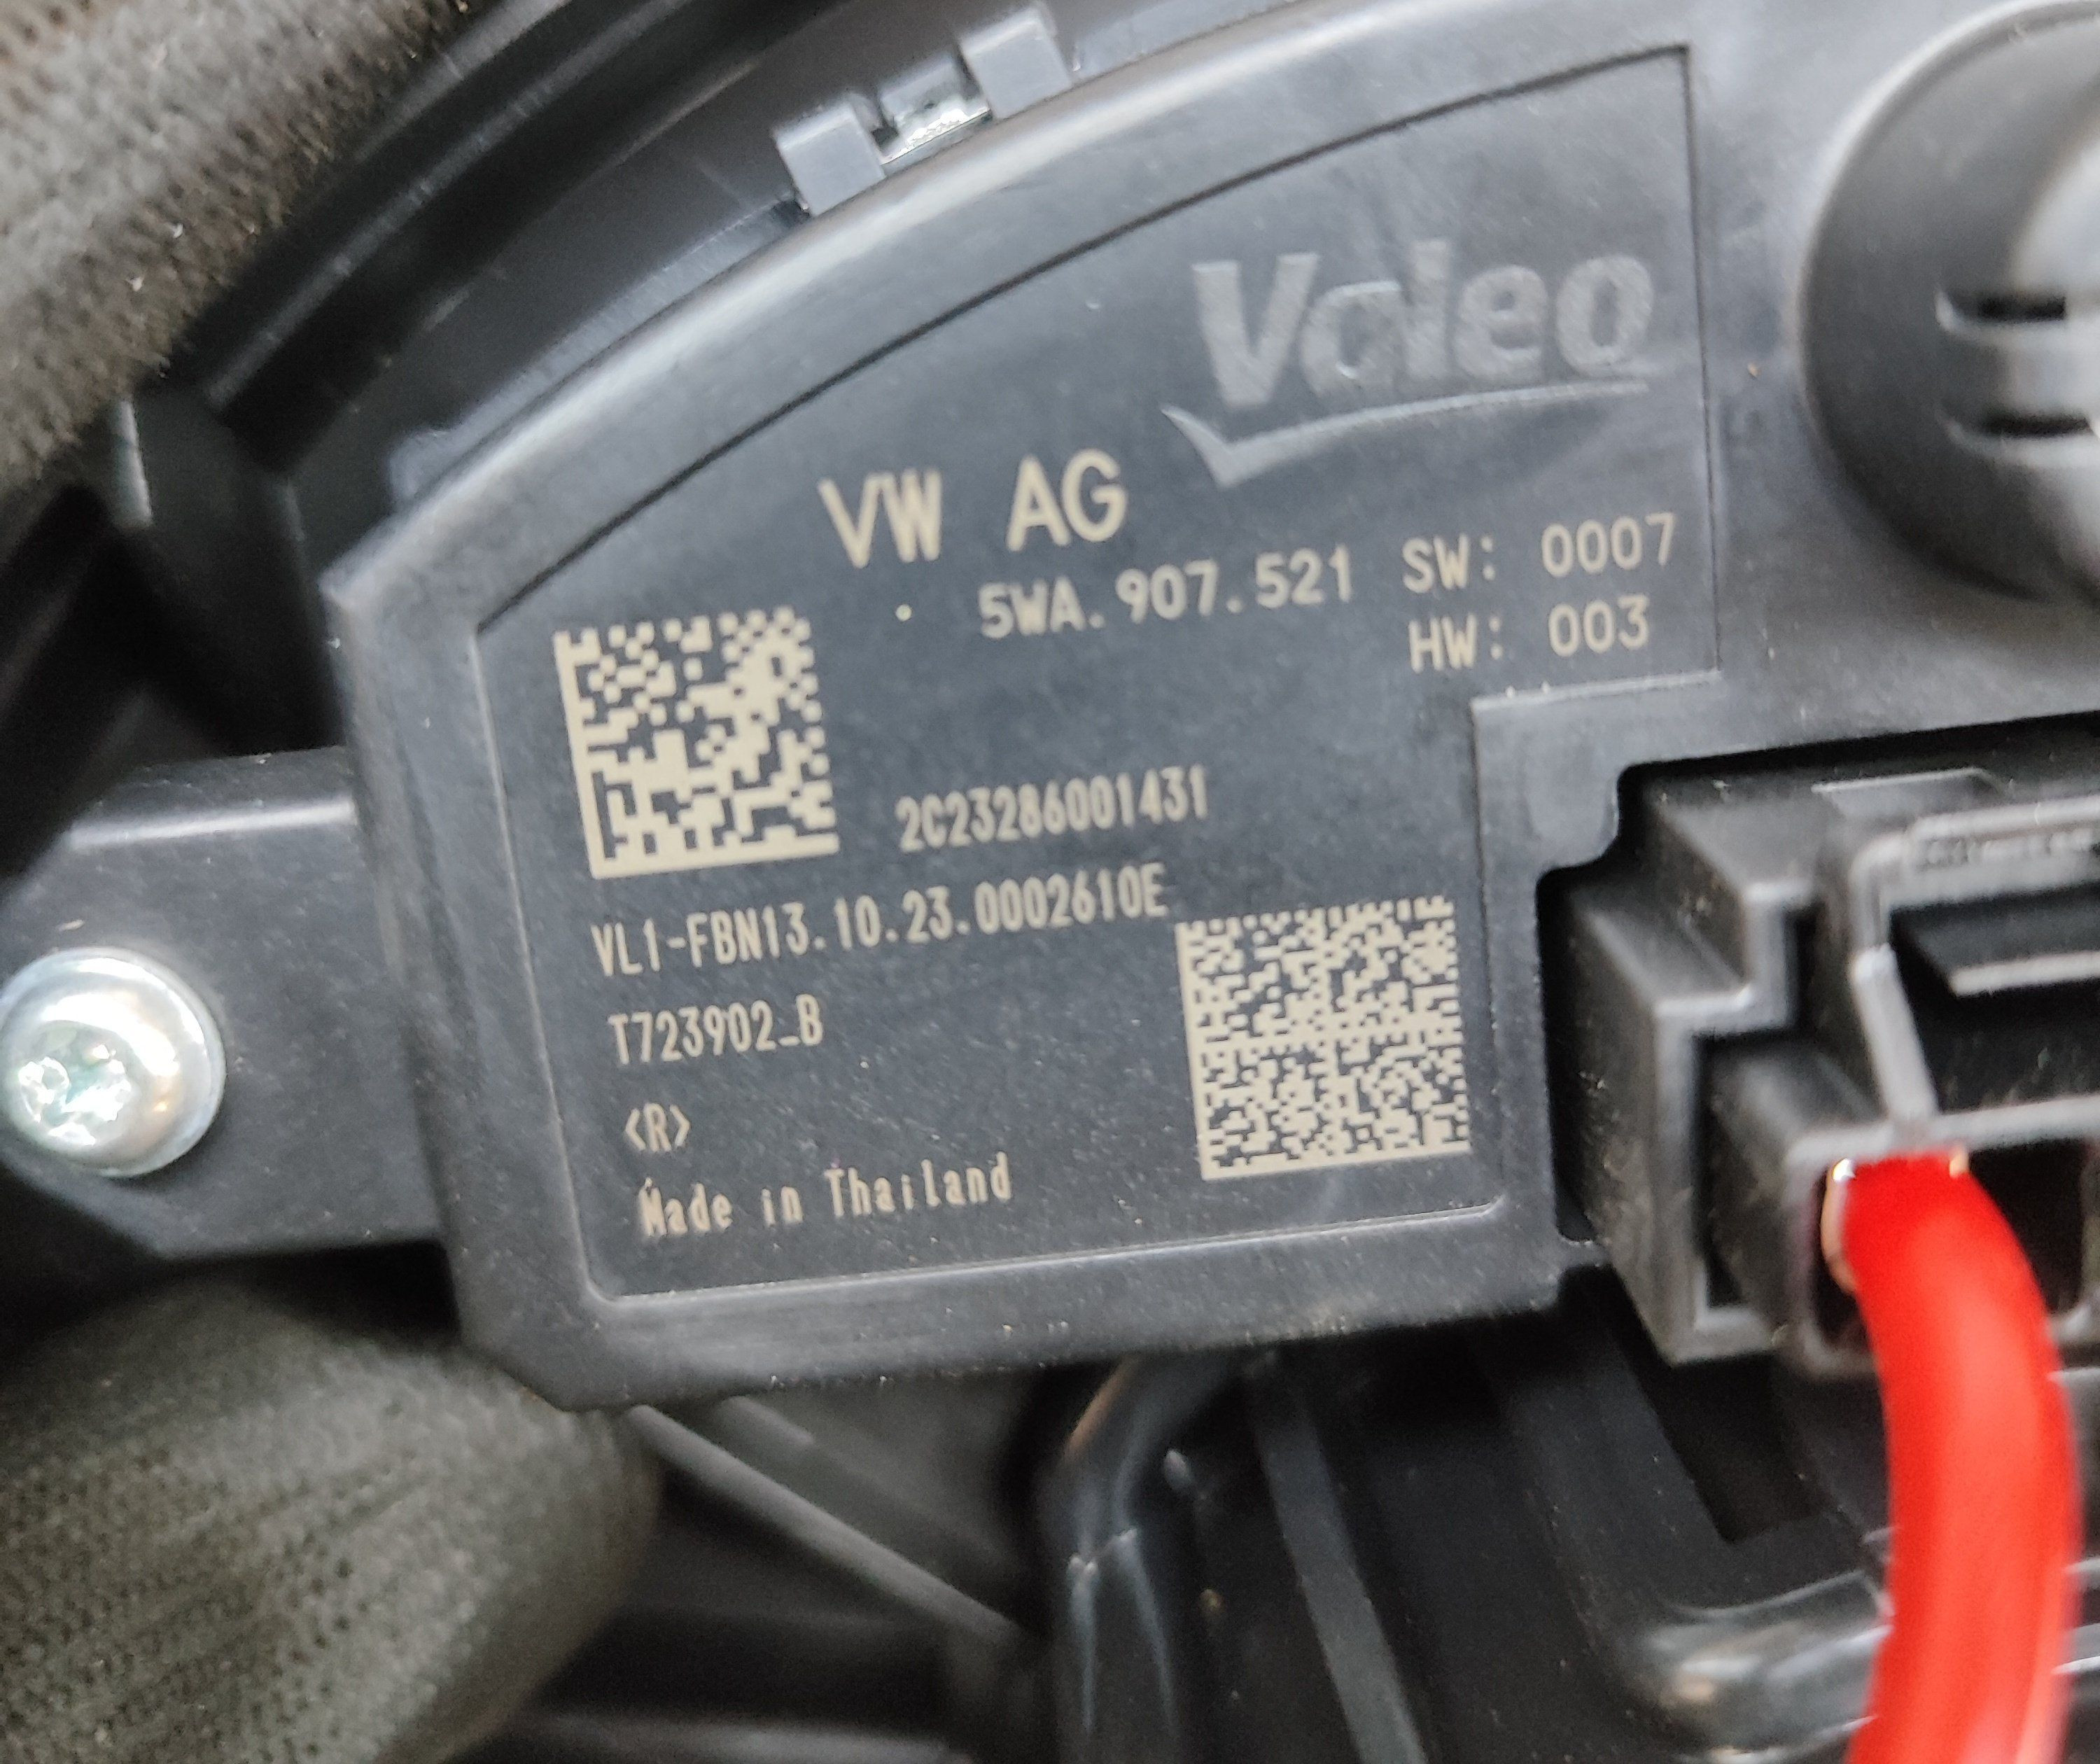 Valeo
VW AG
5WA.907.521 SW: 0007
HW: 003
2C23286001431
VL1-FBN13.10.23.0002610E
T723902_B
<R>
Made in Thailand